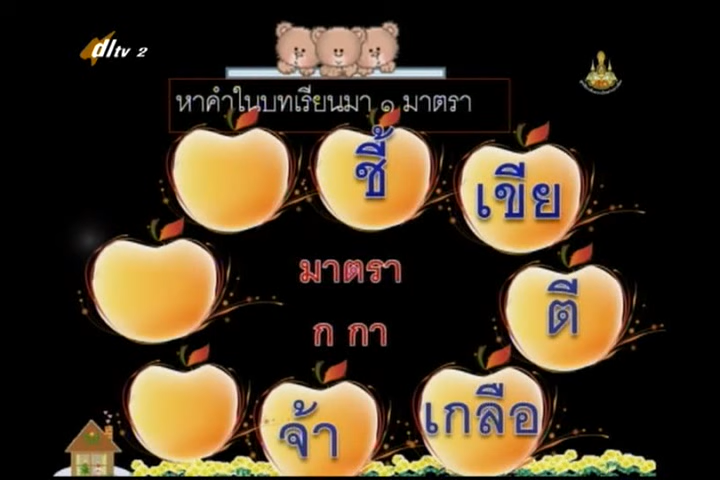 dltv 2
หาคำในบทเรียนมา ๑ มาตรา
ชี้
เขีย
มาตรา
ก กา
ตี
จ้า
เกลือ